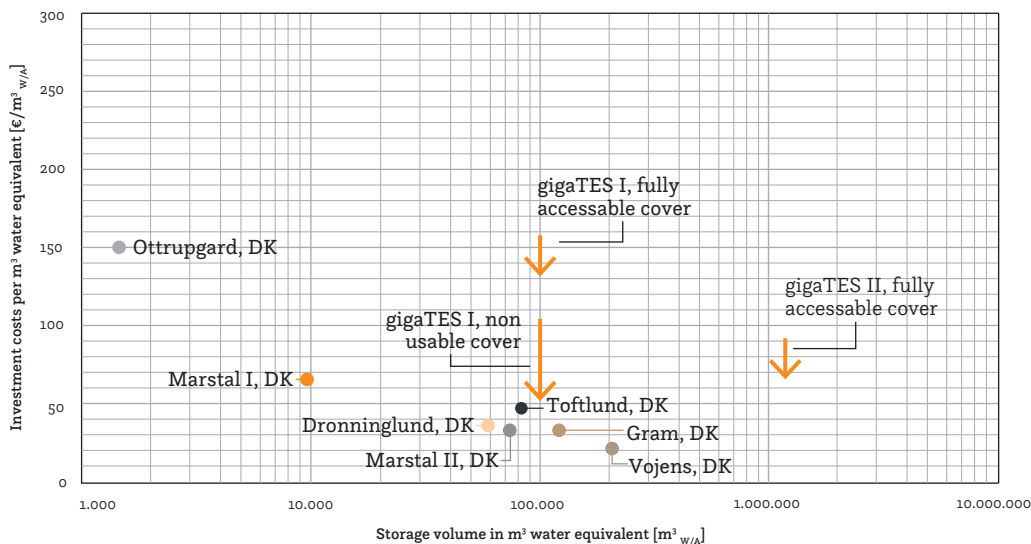 Investment costs per m³ water equivalent [€/m³ W/A]
300
250
200
150
100
50
0
gigaTES I, fully
accessable cover
Ottrupgard, DK
gigaTES II, fully
accessable cover
gigaTES I, non
usable cover
Marstal I, DK
Toftlund, DK
Dronninglund, DK
Gram, DK
Marstal II, DK
Vojens, DK
1.000
10.000
100.000
1.000.000
10.000.000
Storage volume in m³ water equivalent [m³ W/A]